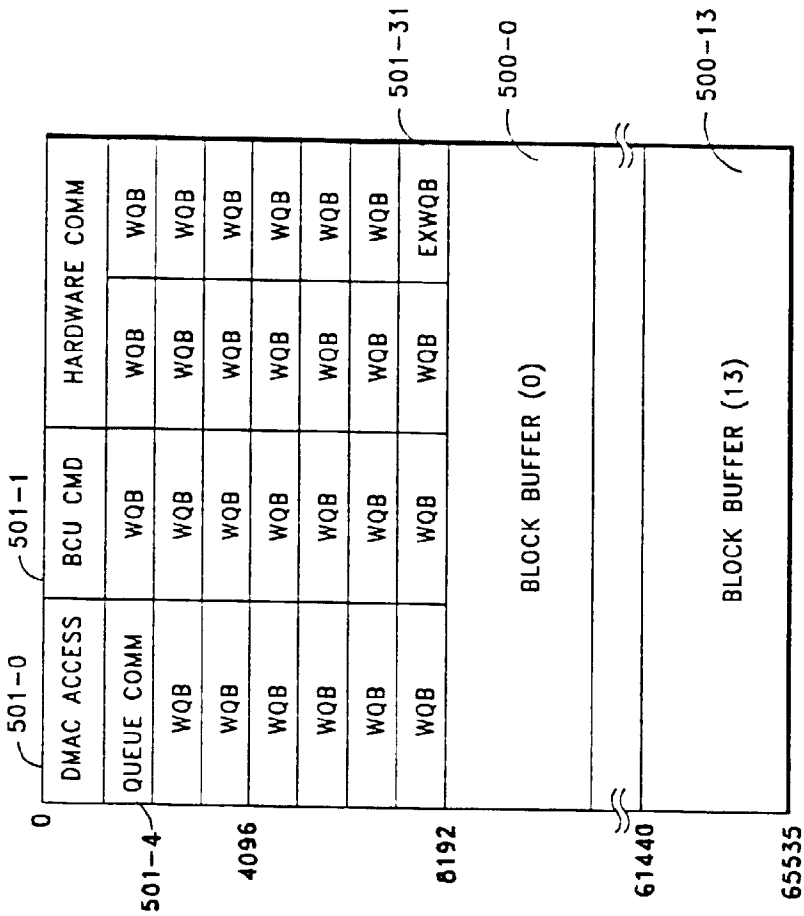 501-0
501-1
0
DMAC ACCESS BCU CMD HARDWARE COMM
501-4
QUEUE COMM WQB WQB WQB
WQB WQB WQB WQB
WQB WQB WQB WQB
4096
WQB WQB WQB WQB
WQB WQB WQB WQB
WQB WQB WQB WQB
WQB WQB WQB EXWQB
501-31
8192
BLOCK BUFFER (0)
500-0
61440
BLOCK BUFFER (13)
500-13
65535